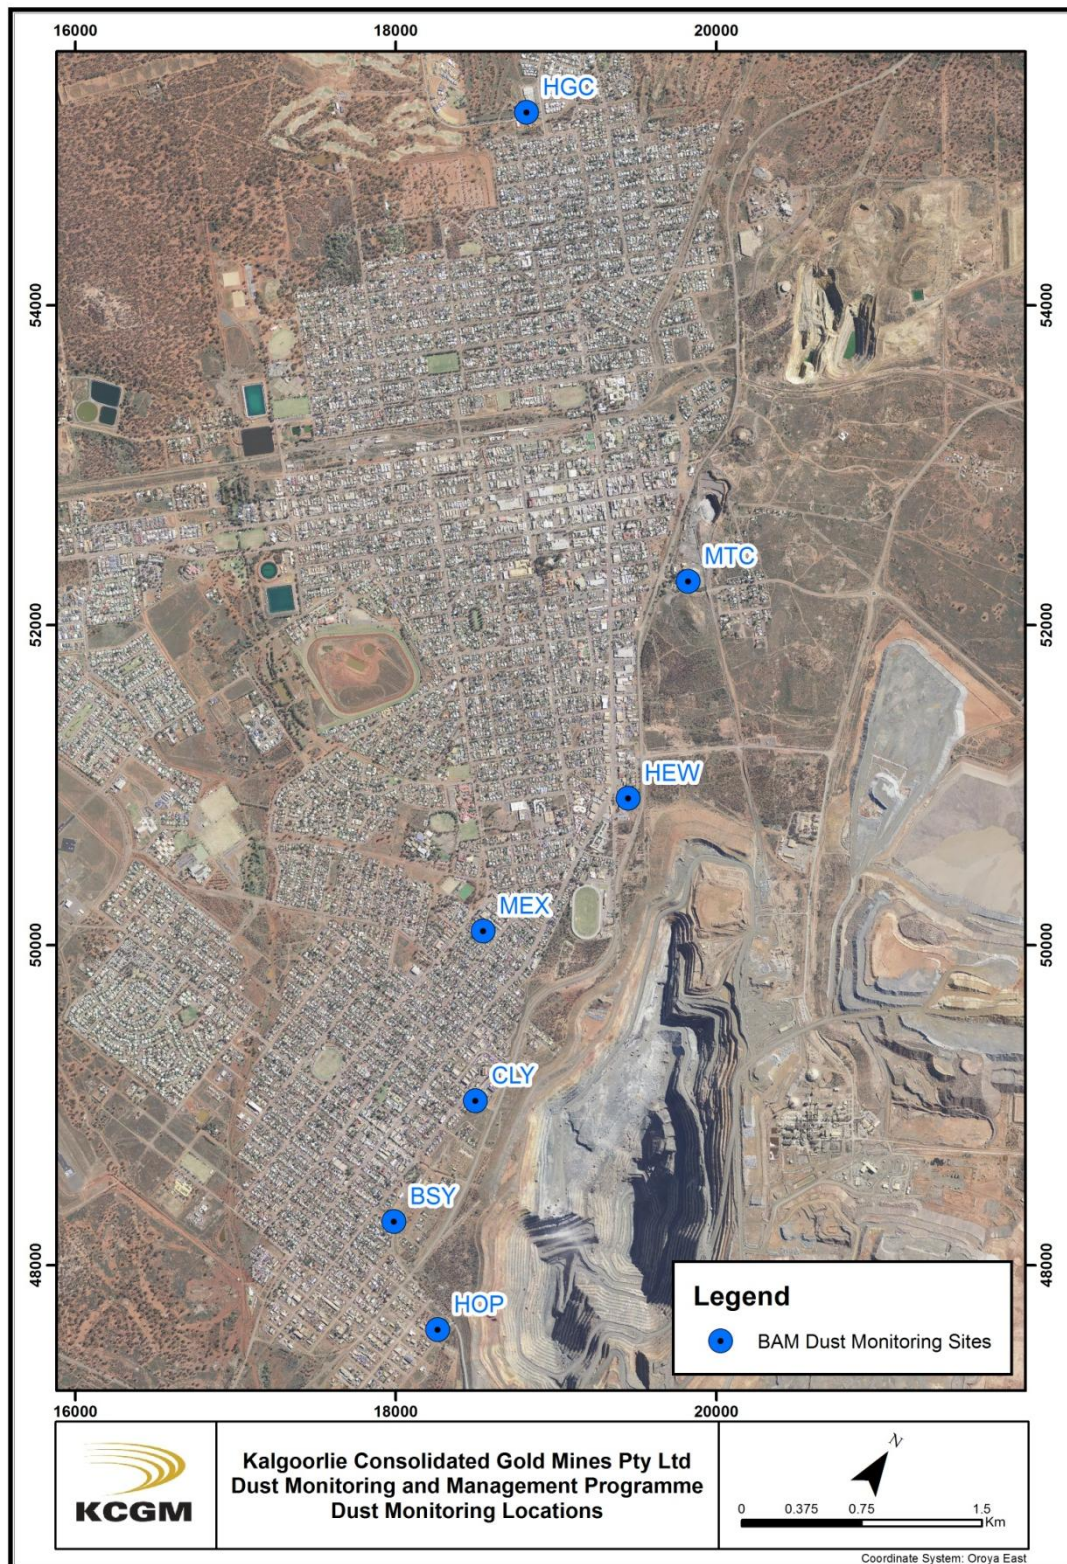 16000 18000 20000
HGC
54000 54000
MTC
52000 52000
HEW
MEX
50000 50000
CLY
BSY
48000 48000
HOP
Legend
BAM Dust Monitoring Sites
16000 18000 20000
KCGM
Kalgoorlie Consolidated Gold Mines Pty Ltd
Dust Monitoring and Management Programme
Dust Monitoring Locations
N
0 0.375 0.75 1.5
Km
Coordinate System: Oroya East